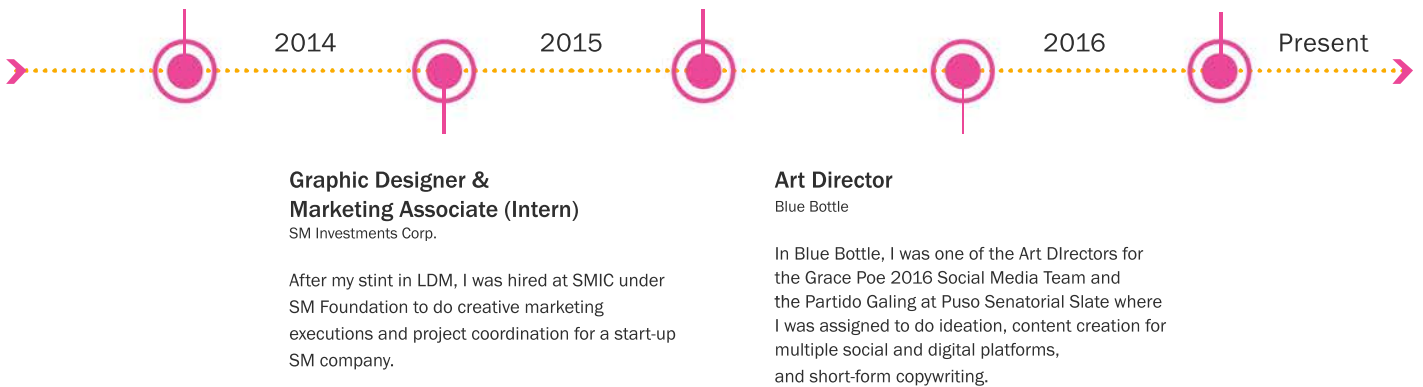 2014
2015
2016
Present
Graphic Designer &
Marketing Associate (Intern)
SM Investments Corp.
After my stint in LDM, I was hired at SMIC under
SM Foundation to do creative marketing
executions and project coordination for a start-up
SM company.
Art Director
Blue Bottle
In Blue Bottle, I was one of the Art DIrectors for
the Grace Poe 2016 Social Media Team and
the Partido Galing at Puso Senatorial Slate where
I was assigned to do ideation, content creation for
multiple social and digital platforms,
and short-form copywriting.